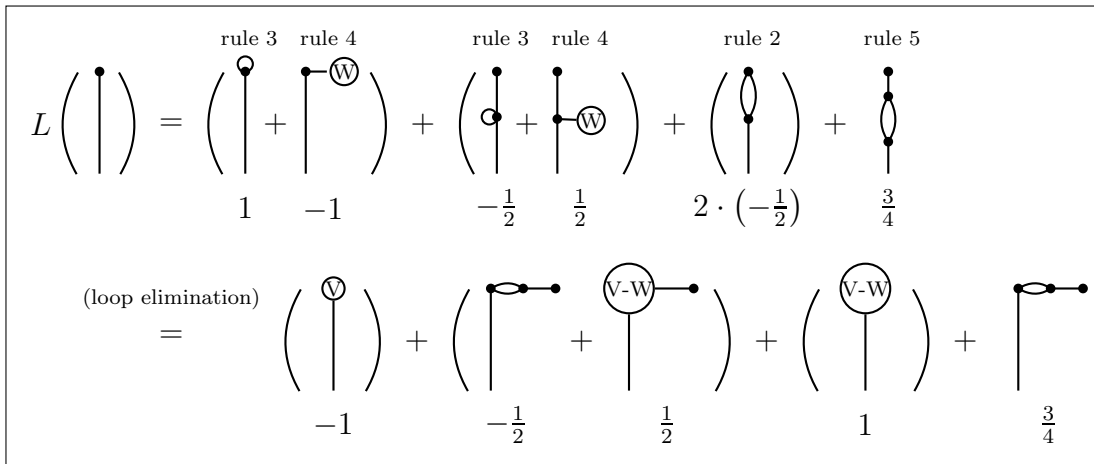 rule 3 rule 4 rule 3 rule 4 rule 2 rule 5
L ( ) = ( + W ) + ( + W ) + ( ) +
1 −1 −1/2 1/2 2 · (−1/2) 3/4
(loop elimination)
= ( V ) + ( + V-W ) + ( V-W ) +
−1 −1/2 1/2 1 3/4